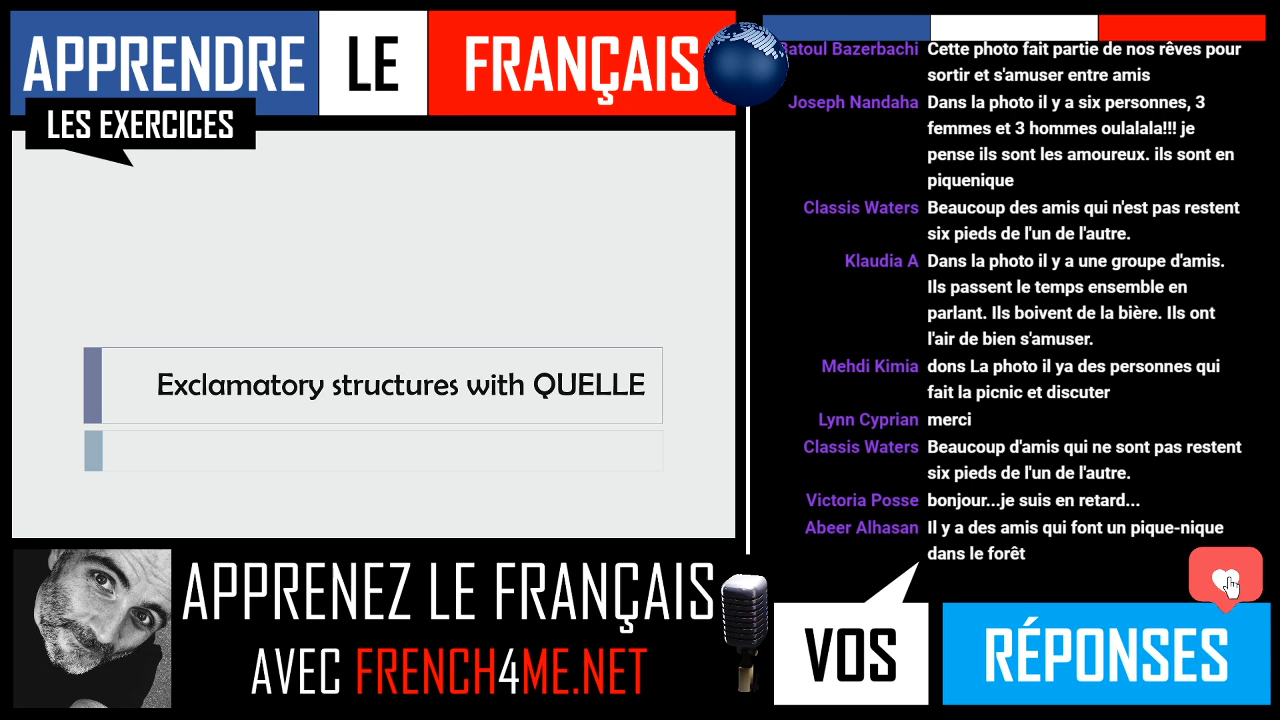 APPRENDRE LE FRANÇAIS
LES EXERCICES
Exclamatory structures with QUELLE
APPRENEZ LE FRANÇAIS
AVEC FRENCH4ME.NET
Batoul Bazerbachi Cette photo fait partie de nos rêves pour
sortir et s'amuser entre amis
Joseph Nandaha Dans la photo il y a six personnes, 3
femmes et 3 hommes oulalala!!! je
pense ils sont les amoureux. ils sont en
piquenique
Classis Waters Beaucoup des amis qui n'est pas restent
six pieds de l'un de l'autre.
Klaudia A Dans la photo il y a une groupe d'amis.
Ils passent le temps ensemble en
parlant. Ils boivent de la bière. Ils ont
l'air de bien s'amuser.
Mehdi Kimia dons La photo il ya des personnes qui
fait la picnic et discuter
Lynn Cyprian merci
Classis Waters Beaucoup d'amis qui ne sont pas restent
six pieds de l'un de l'autre.
Victoria Posse bonjour...je suis en retard...
Abeer Alhasan Il y a des amis qui font un pique-nique
dans le forêt
VOS RÉPONSES